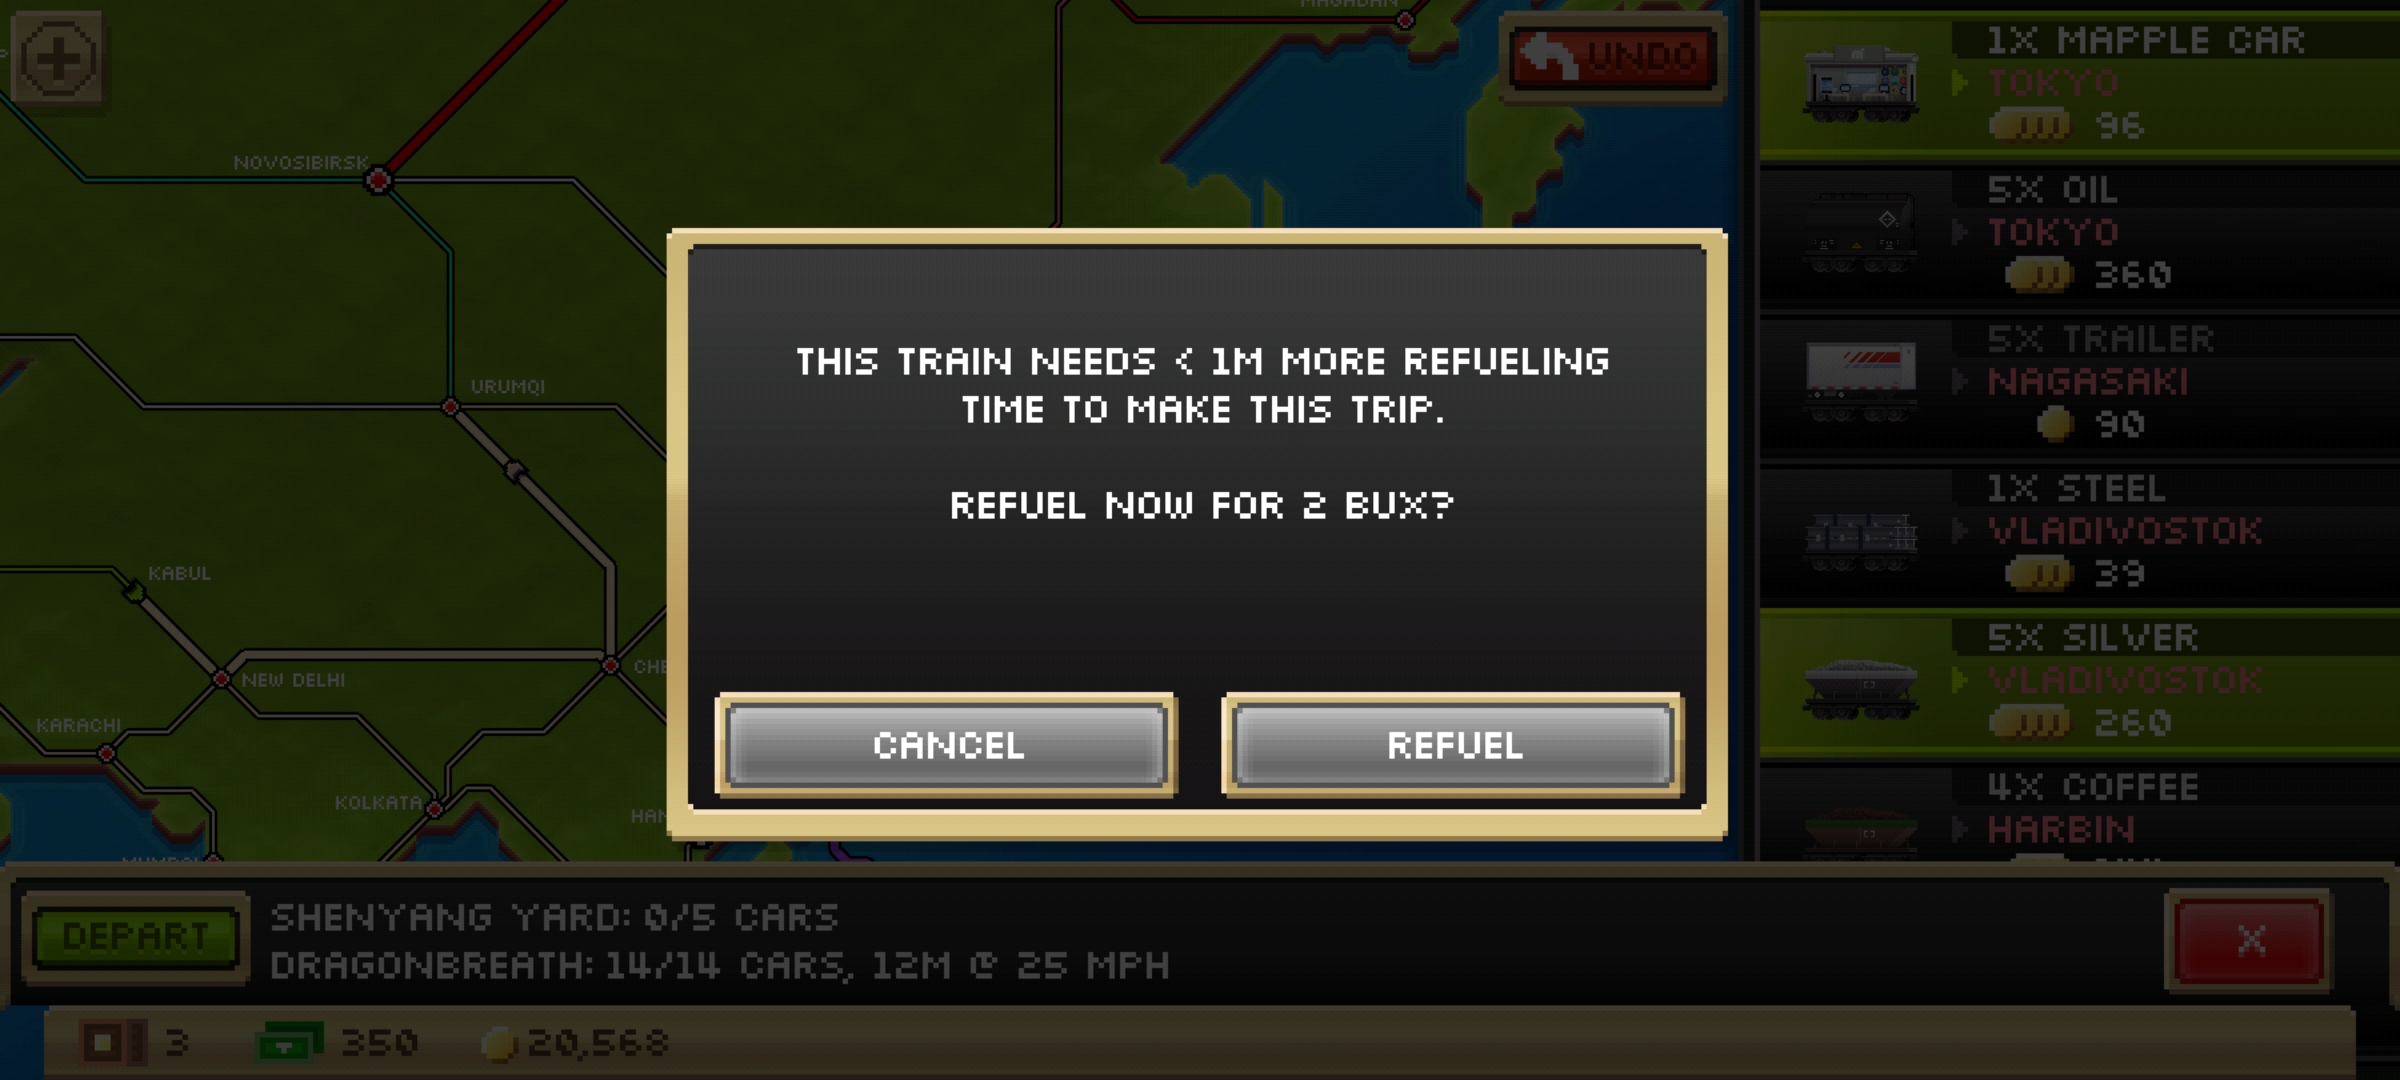 MAGADAN
UNDO
NOVOSIBIRSK
URUMQI
KABUL
NEW DELHI
KARACHI
KOLKATA
THIS TRAIN NEEDS < 1M MORE REFUELING
TIME TO MAKE THIS TRIP.
REFUEL NOW FOR 2 BUX?
CANCEL
REFUEL
1X MAPPLE CAR
TOKYO
96
5X OIL
TOKYO
360
5X TRAILER
NAGASAKI
90
1X STEEL
VLADIVOSTOK
39
5X SILVER
VLADIVOSTOK
260
4X COFFEE
HARBIN
DEPART
SHENYANG YARD: 0/5 CARS
DRAGONBREATH: 14/14 CARS, 12M @ 25 MPH
X
3
350
20,568